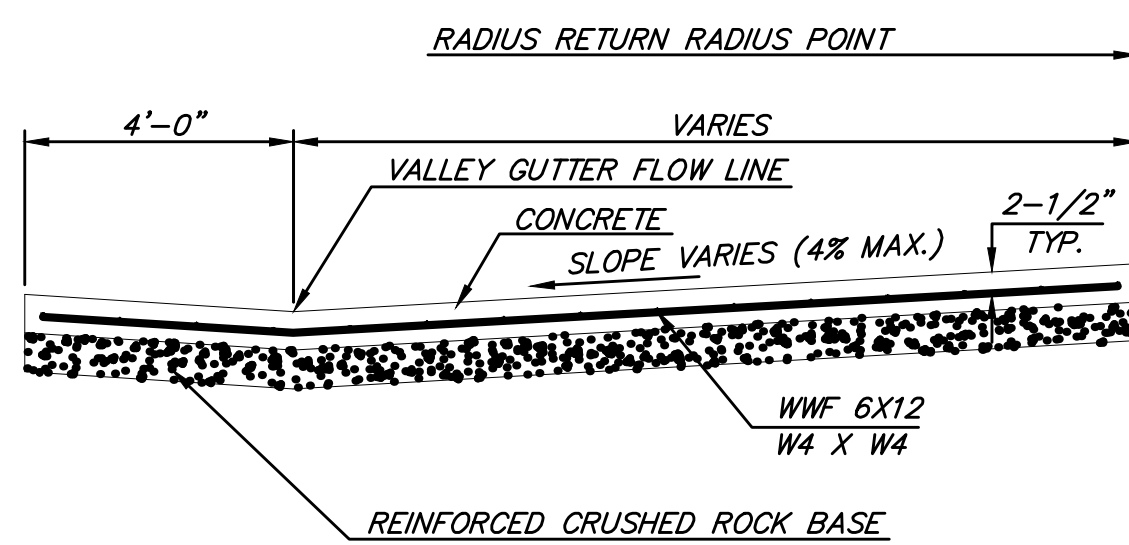 RADIUS RETURN RADIUS POINT
4'-0"
VARIES
VALLEY GUTTER FLOW LINE
2-1/2"
TYP.
CONCRETE
SLOPE VARIES (4% MAX.)
WWF 6X12
W4 X W4
REINFORCED CRUSHED ROCK BASE